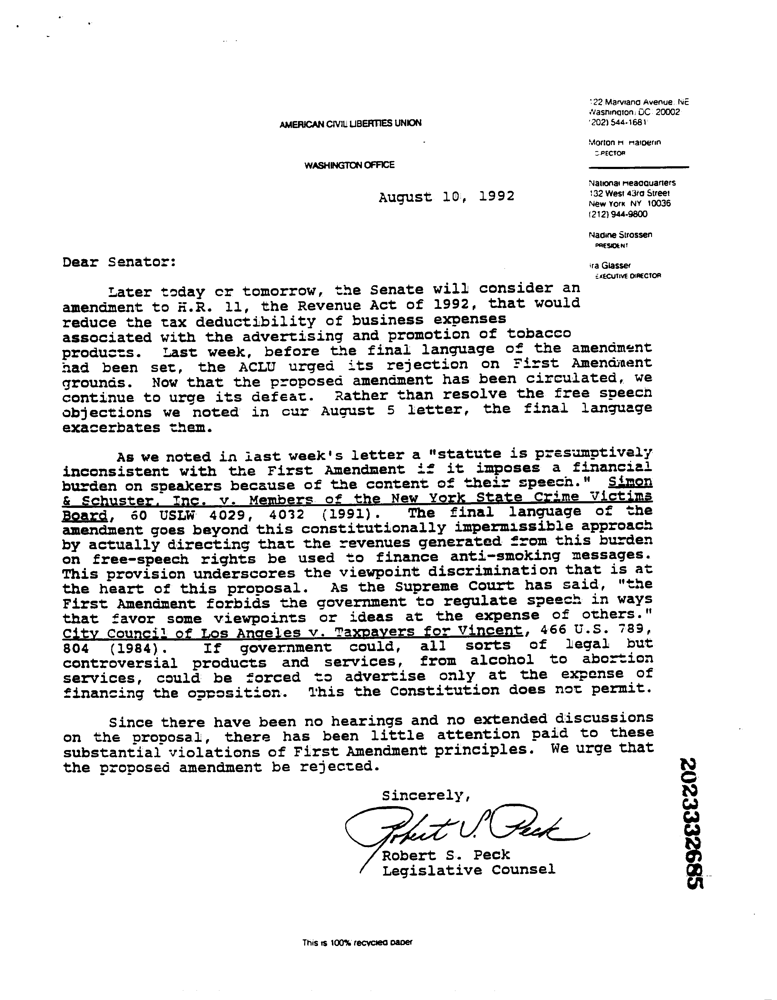 122 Maryland Avenue, NE
Washington, DC 20002
(202) 544-1681
AMERICAN CIVIL LIBERTIES UNION
Morton H. Halperin
DIRECTOR
WASHINGTON OFFICE
National Headquarters
132 West 43rd Street
New York NY 10036
(212) 944-9800
August 10, 1992
Nadine Strossen
PRESIDENT
Ira Glasser
EXECUTIVE DIRECTOR
Dear Senator:
Later today or tomorrow, the Senate will consider an
amendment to H.R. 11, the Revenue Act of 1992, that would
reduce the tax deductibility of business expenses
associated with the advertising and promotion of tobacco
products. Last week, before the final language of the amendment
had been set, the ACLU urged its rejection on First Amendment
grounds. Now that the proposed amendment has been circulated, we
continue to urge its defeat. Rather than resolve the free speech
objections we noted in our August 5 letter, the final language
exacerbates them.
As we noted in last week's letter a "statute is presumptively
inconsistent with the First Amendment if it imposes a financial
burden on speakers because of the content of their speech." Simon
& Schuster, Inc. v. Members of the New York State Crime Victims
Board, 60 USLW 4029, 4032 (1991). The final language of the
amendment goes beyond this constitutionally impermissible approach
by actually directing that the revenues generated from this burden
on free-speech rights be used to finance anti-smoking messages.
This provision underscores the viewpoint discrimination that is at
the heart of this proposal. As the Supreme Court has said, "the
First Amendment forbids the government to regulate speech in ways
that favor some viewpoints or ideas at the expense of others."
City Council of Los Angeles v. Taxpayers for Vincent, 466 U.S. 789,
804 (1984). If government could, all sorts of legal but
controversial products and services, from alcohol to abortion
services, could be forced to advertise only at the expense of
financing the opposition. This the Constitution does not permit.
Since there have been no hearings and no extended discussions
on the proposal, there has been little attention paid to these
substantial violations of First Amendment principles. We urge that
the proposed amendment be rejected.
Sincerely,
Robert S. Peck
Robert S. Peck
Legislative Counsel
2023332685
This is 100% recycled paper